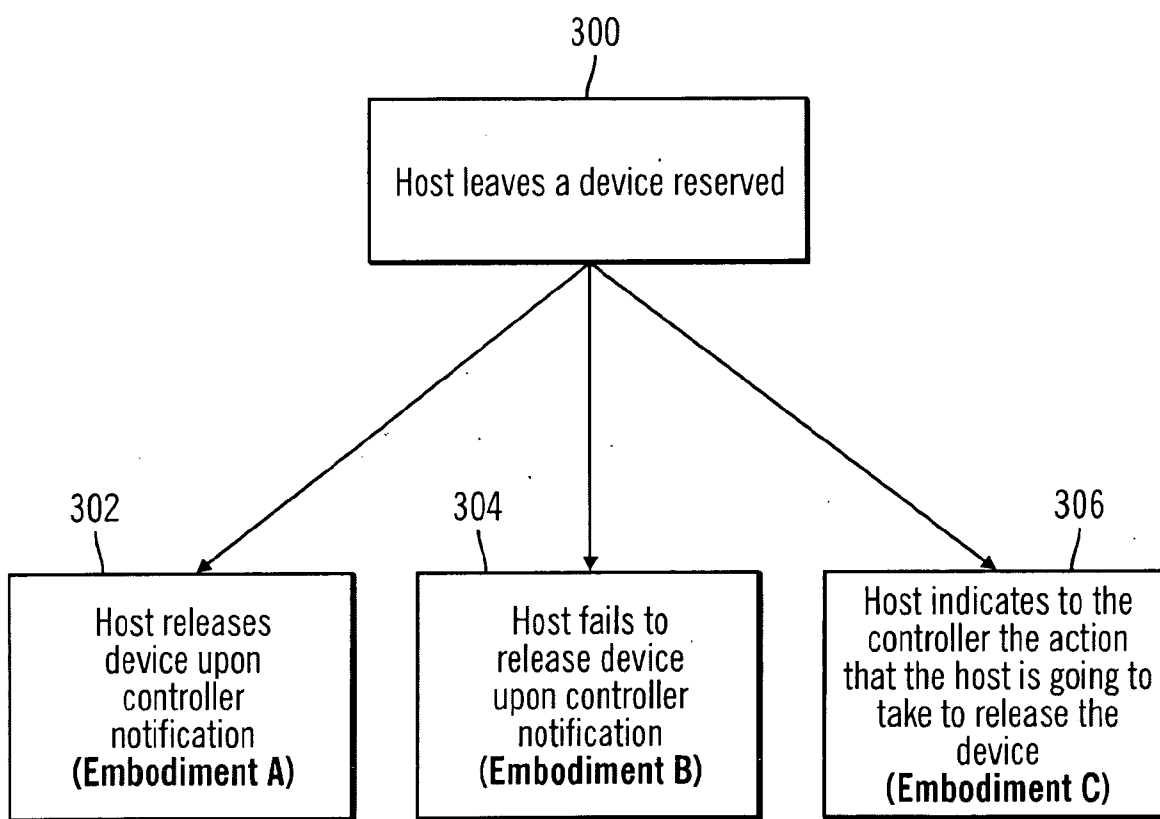 300
Host leaves a device reserved
302
304
306
Host releases
device upon
controller
notification
(Embodiment A)
Host fails to
release device
upon controller
notification
(Embodiment B)
Host indicates to the
controller the action
that the host is going to
take to release the
device
(Embodiment C)